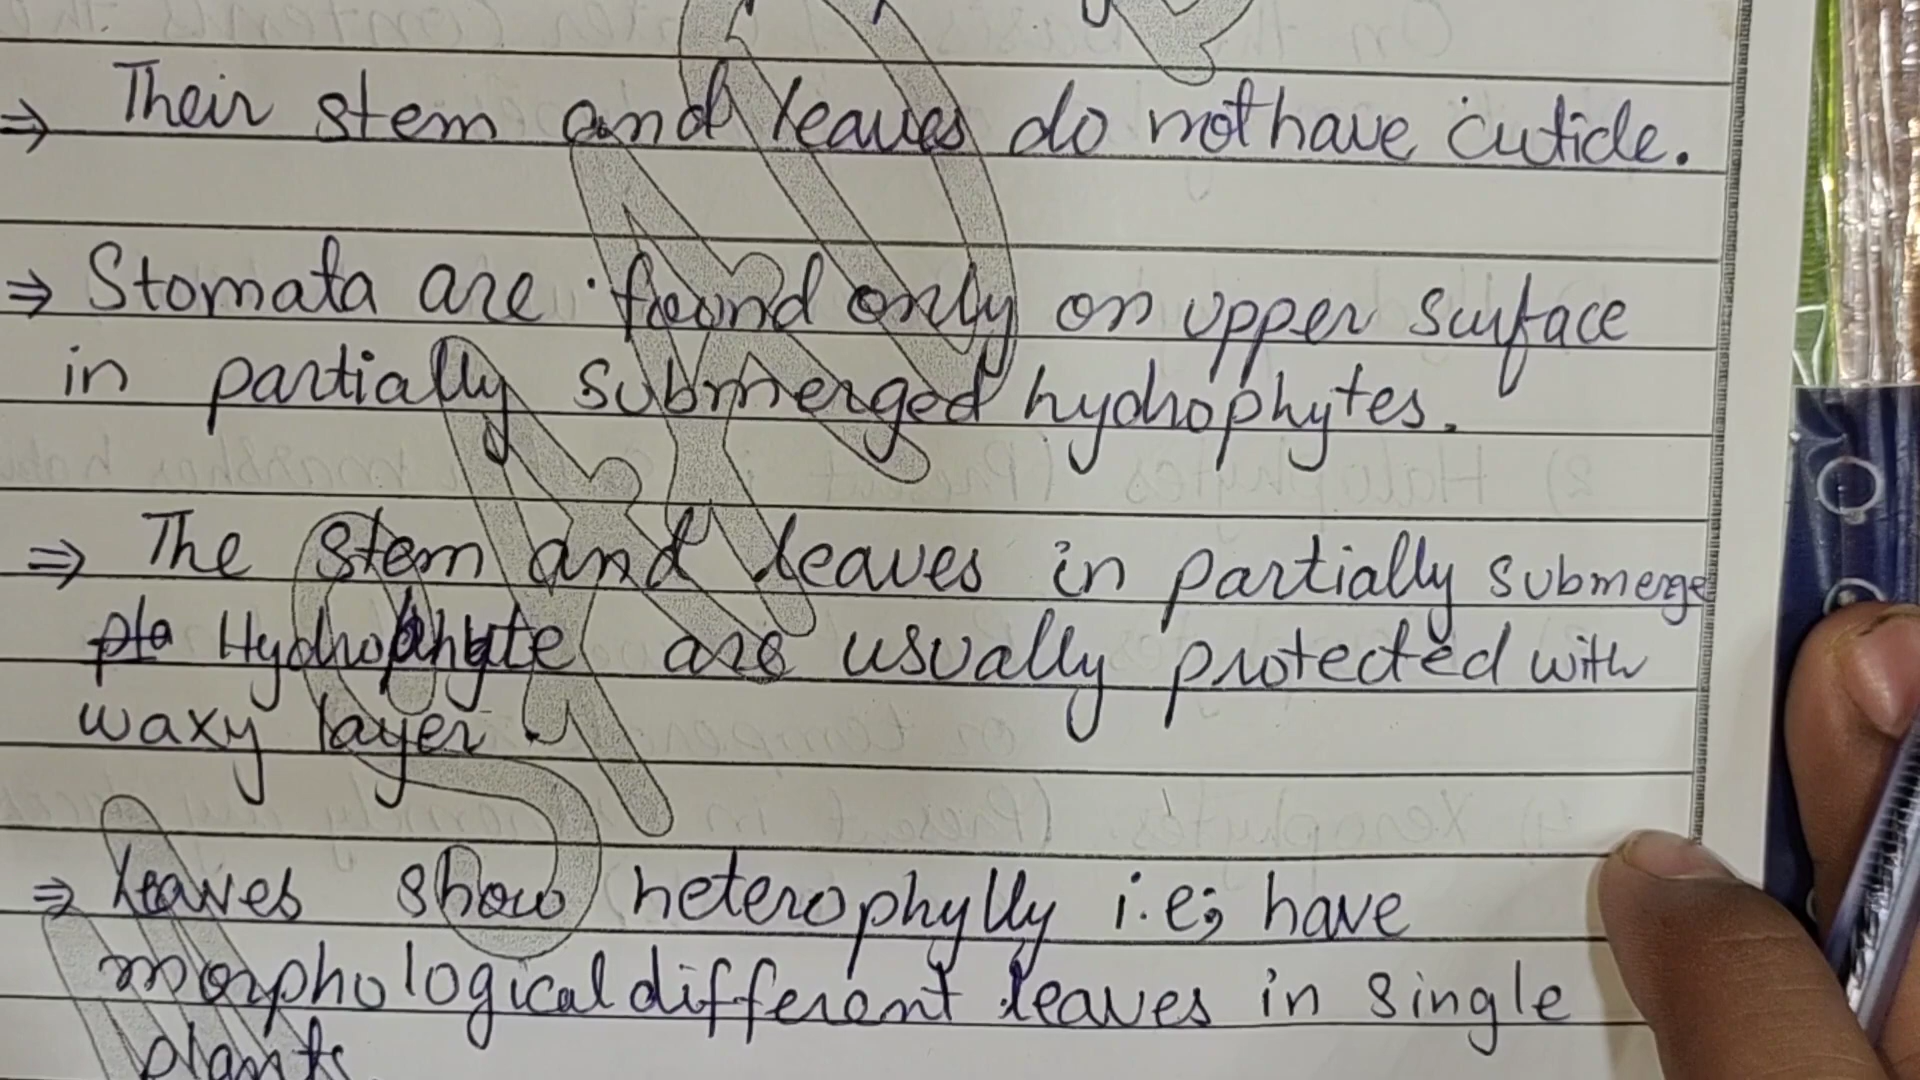 ⇒ Their stem and leaves do not have cuticle.
⇒ Stomata are found only on upper surface
in partially submerged hydrophytes.
⇒ The stem and leaves in partially submerge
Hydrophyte are usually protected with
waxy layer.
⇒ Leaves show heterophylly i.e; have
morphological different leaves in single
plants.